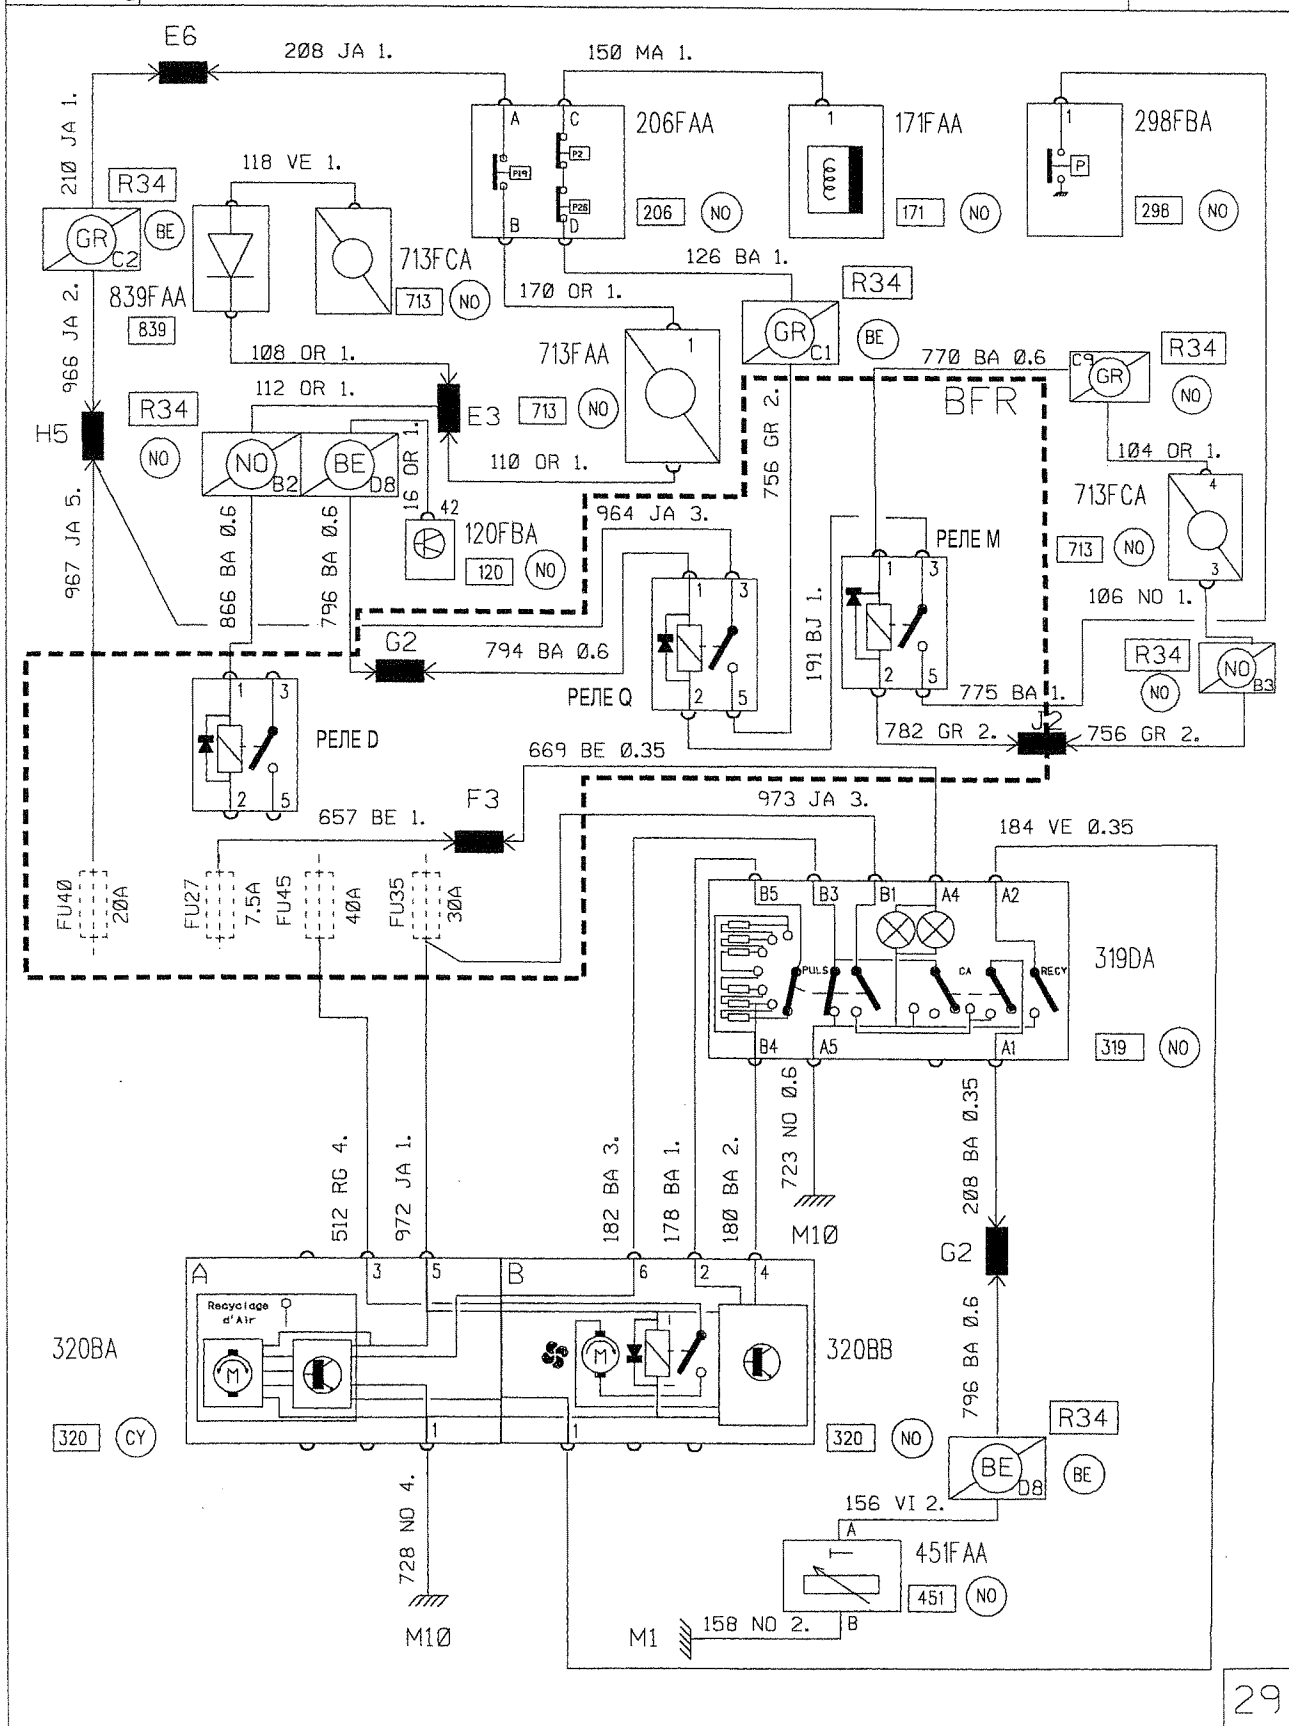 E6
208 JA 1.
150 MA 1.
210 JA 1.
A
C
P19
P2
P26
B
D
206FAA
206
NO
1
171FAA
171
NO
1
P
298FBA
298
NO
118 VE 1.
R34
GR
C2
BE
839FAA
839
713FCA
713
NO
126 BA 1.
170 OR 1.
R34
GR
C1
BE
966 JA 2.
108 OR 1.
112 OR 1.
R34
NO
H5
E3
713FAA
713
NO
1
110 OR 1.
756 GR 2.
770 BA 0.6
BFR
C9
GR
R34
NO
104 OR 1.
713FCA
713
NO
4
3
106 NO 1.
NO
B2
BE
D8
16 OR 1.
42
120FBA
120
NO
967 JA 5.
866 BA 0.6
796 BA 0.6
964 JA 3.
G2
794 BA 0.6
1
3
2
5
РЕЛЕ Q
191 BJ 1.
РЕЛЕ M
1
3
2
5
775 BA 1.
782 GR 2.
J2
756 GR 2.
R34
NO
NO
B3
1
3
2
5
РЕЛЕ D
669 BE 0.35
F3
657 BE 1.
973 JA 3.
184 VE 0.35
FU40
20A
FU27
7.5A
FU45
40A
FU35
30A
B5
B3
B1
A4
A2
PULS
CA
RECY
B4
A5
A1
319DA
319
NO
512 RG 4.
972 JA 1.
182 BA 3.
178 BA 1.
180 BA 2.
723 NO 0.6
M10
208 BA 0.35
G2
796 BA 0.6
A
3
5
B
6
2
4
Recyclage
d'Air
M
M
1
1
320BA
320
CY
320BB
320
NO
R34
BE
D8
BE
728 NO 4.
M10
156 VI 2.
A
451FAA
451
NO
B
158 NO 2.
M1
29